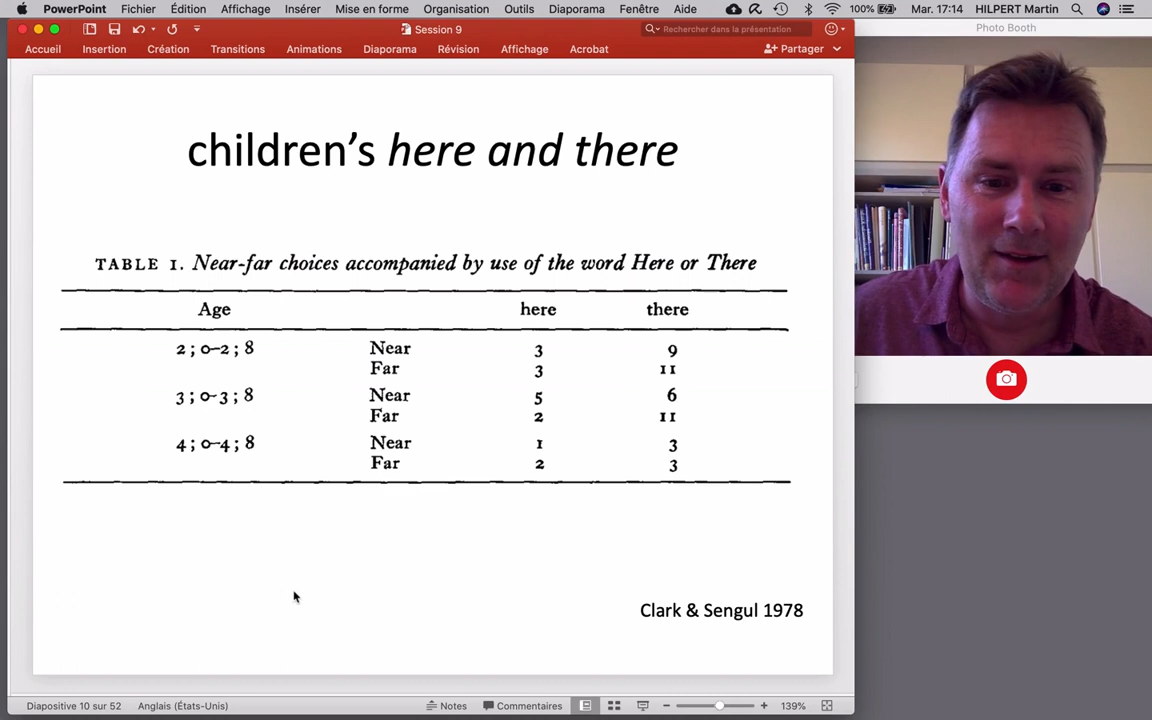 PowerPoint Fichier Édition Affichage Insérer Mise en forme Organisation Outils Diaporama Fenêtre Aide 100% Mar. 17:14 HILPERT Martin
Session 9
Rechercher dans la présentation
Photo Booth
Accueil Insertion Création Transitions Animations Diaporama Révision Affichage Acrobat Partager
children's here and there
TABLE 1. Near-far choices accompanied by use of the word Here or There
Age here there
2;0–2;8 Near 3 9
Far 3 11
3;0–3;8 Near 5 6
Far 2 11
4;0–4;8 Near 1 3
Far 2 3
Clark & Sengul 1978
Diapositive 10 sur 52 Anglais (États-Unis) Notes Commentaires 139%